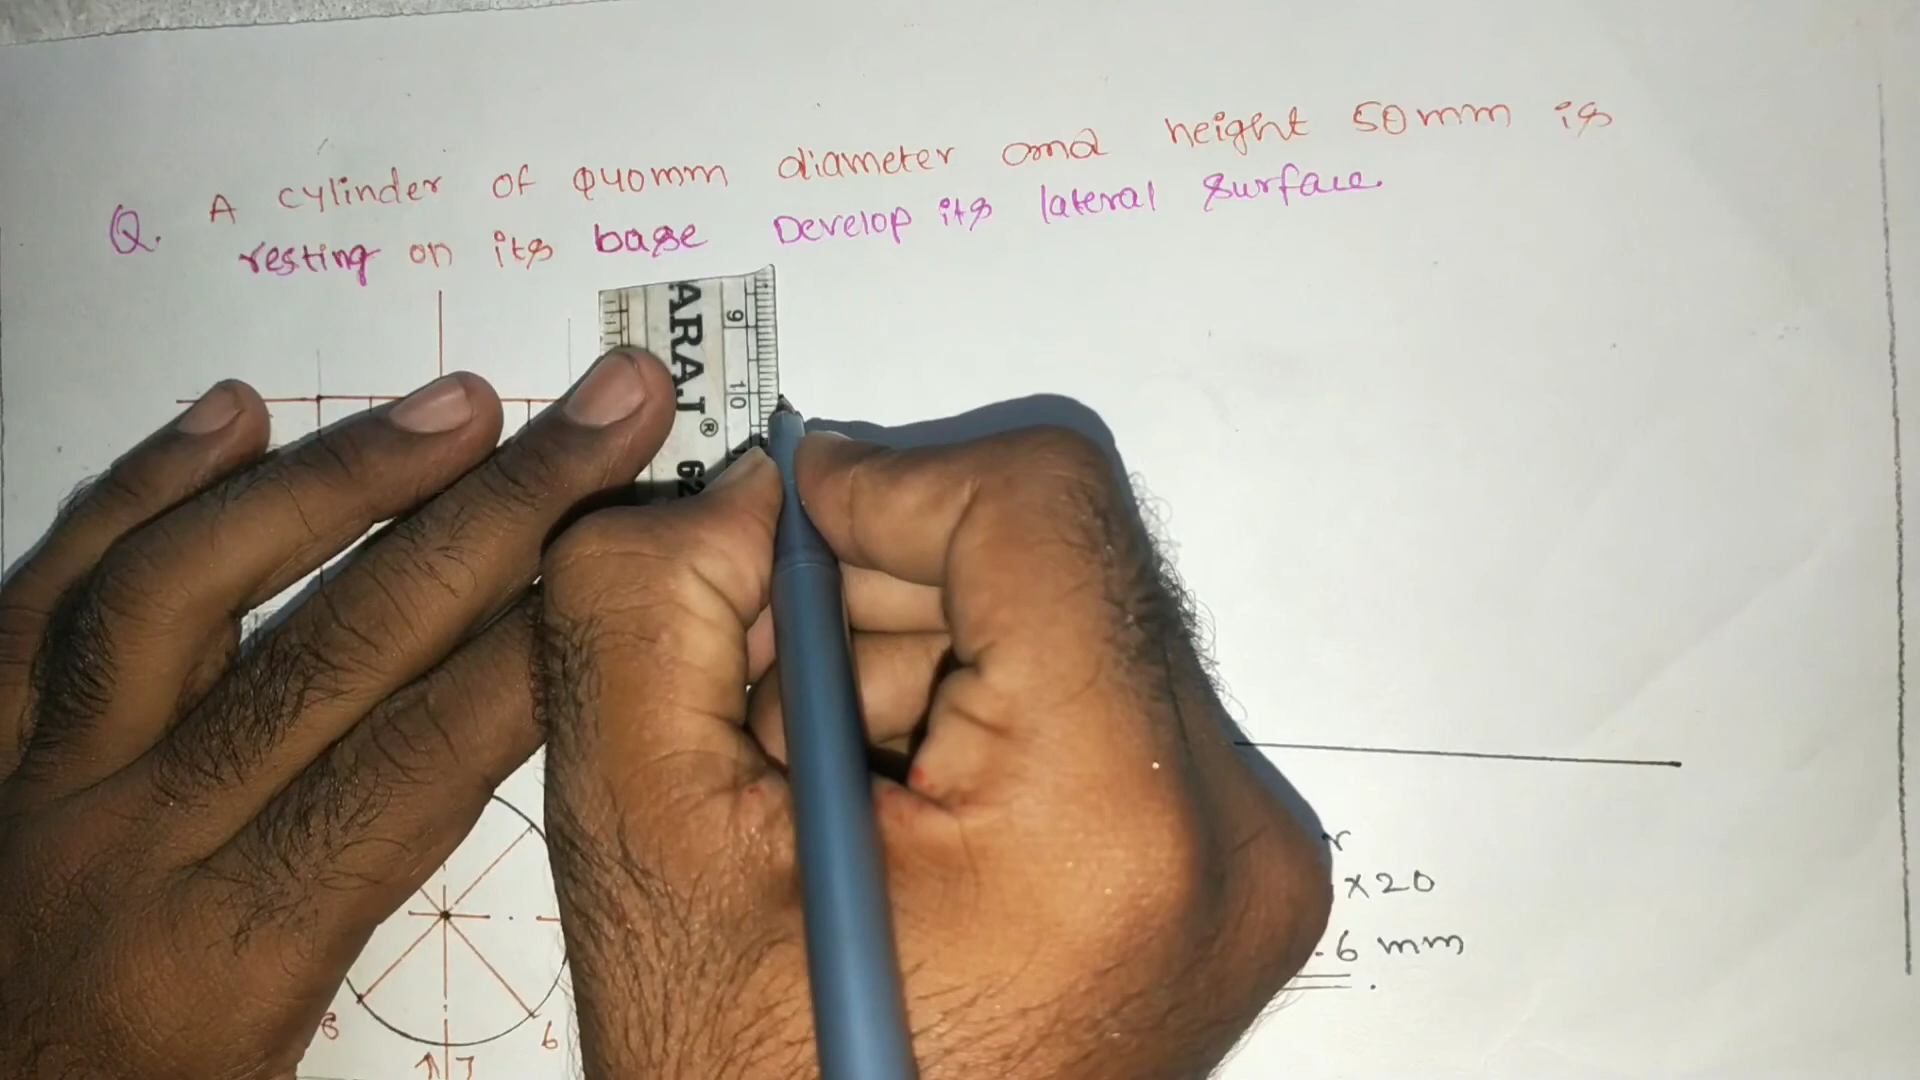 Q. A cylinder of φ40mm diameter and height 50mm is
resting on its base Develop its lateral surface.
ARAJ®
62
9
10
r
x20
.6 mm
8
7
6